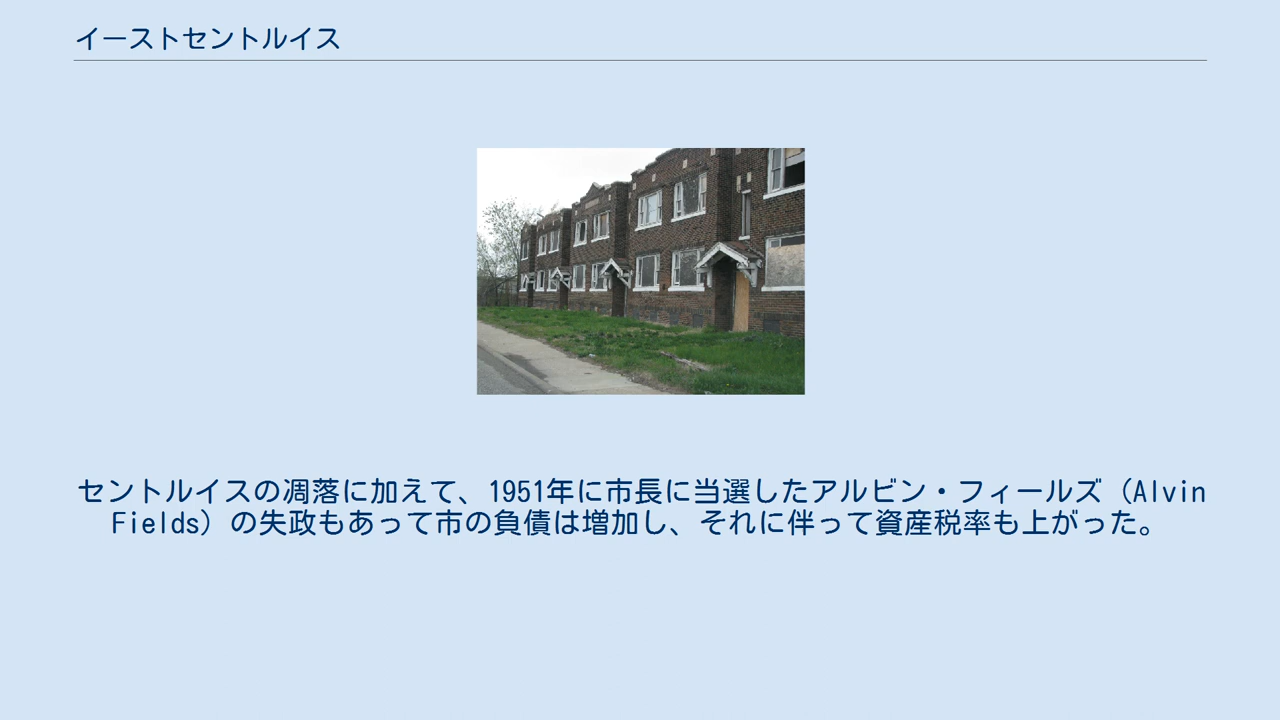 イーストセントルイス
セントルイスの凋落に加えて、1951年に市長に当選したアルビン・フィールズ（Alvin
Fields）の失政もあって市の負債は増加し、それに伴って資産税率も上がった。